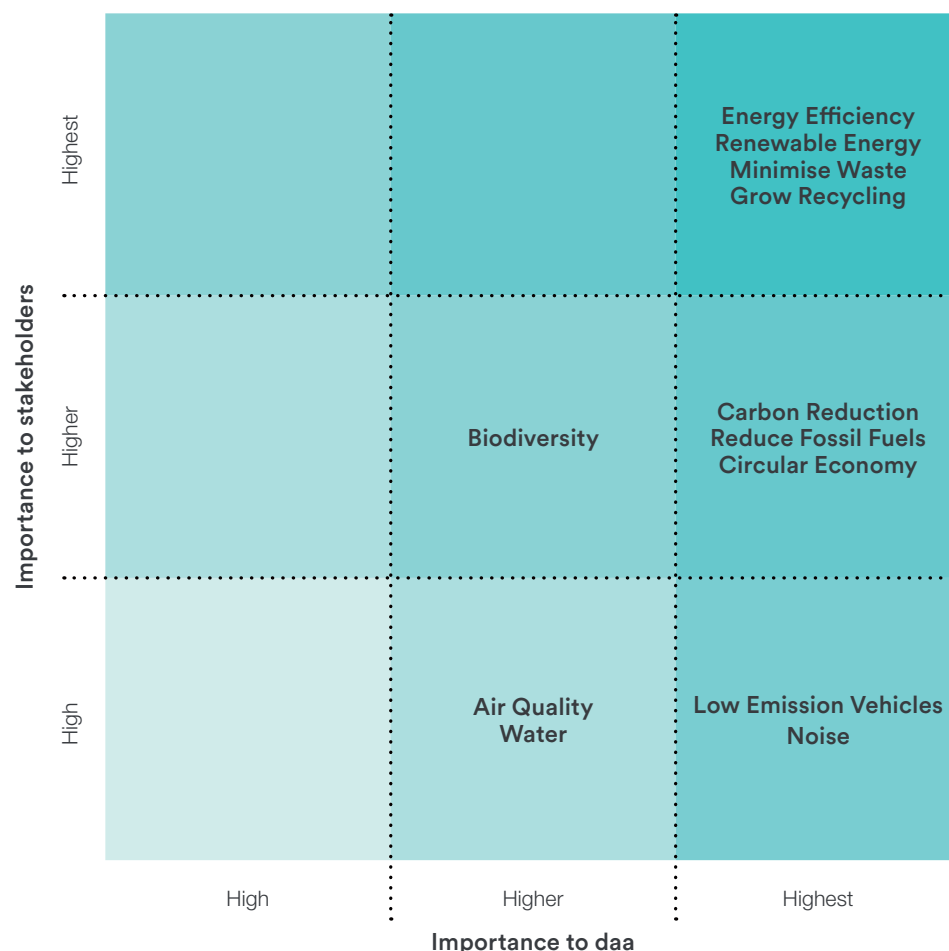 Importance to stakeholders
Highest
Energy Efficiency
Renewable Energy
Minimise Waste
Grow Recycling
Higher
Biodiversity
Carbon Reduction
Reduce Fossil Fuels
Circular Economy
High
Air Quality
Water
Low Emission Vehicles
Noise
High
Higher
Highest
Importance to daa